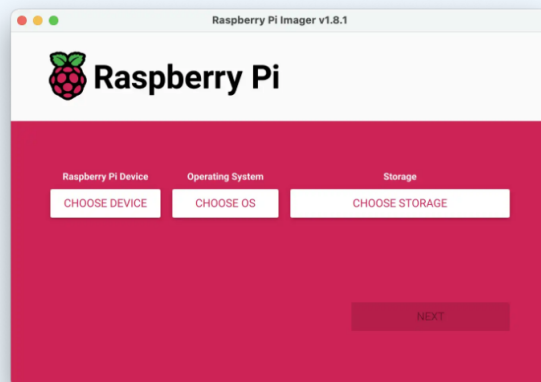 Raspberry Pi Imager v1.8.1
Raspberry Pi
Raspberry Pi Device Operating System Storage
CHOOSE DEVICE CHOOSE OS CHOOSE STORAGE
NEXT